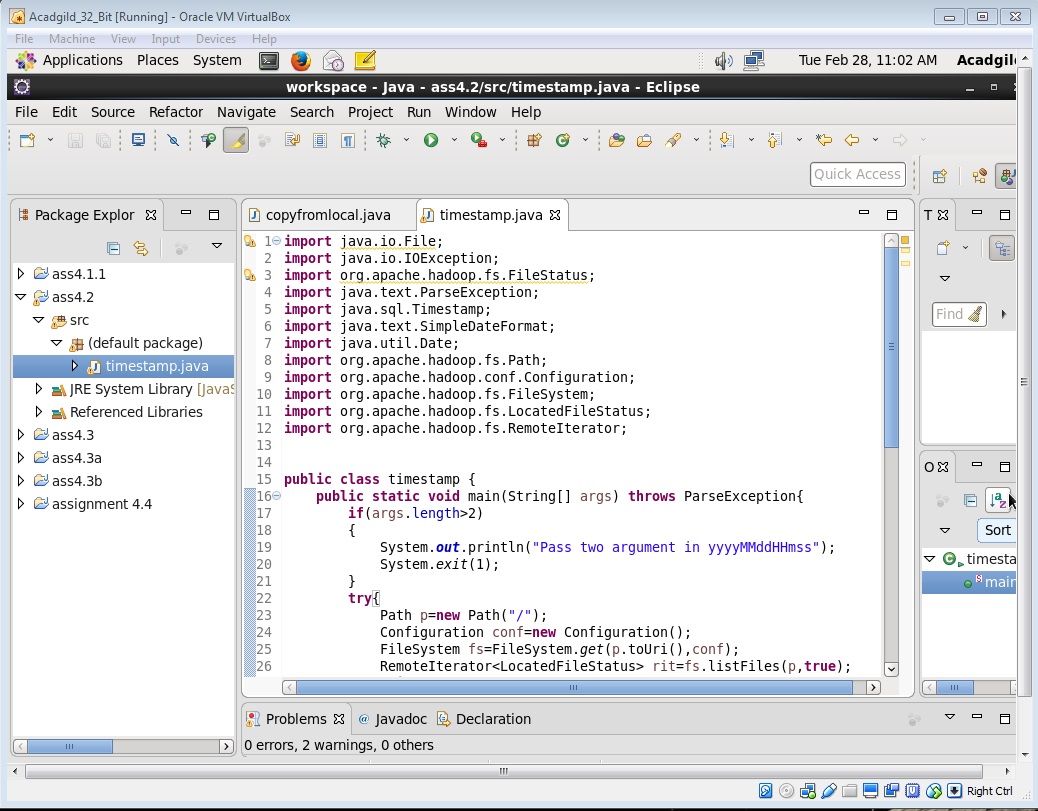 Acadgild_32_Bit [Running] - Oracle VM VirtualBox
File Machine View Input Devices Help
Applications Places System Tue Feb 28, 11:02 AM Acadgil
workspace - Java - ass4.2/src/timestamp.java - Eclipse
File Edit Source Refactor Navigate Search Project Run Window Help
Quick Access
Package Explor
copyfromlocal.java timestamp.java
T
ass4.1.1
ass4.2
src
(default package)
timestamp.java
JRE System Library [JavaS
Referenced Libraries
ass4.3
ass4.3a
ass4.3b
assignment 4.4
1 import java.io.File;
2 import java.io.IOException;
3 import org.apache.hadoop.fs.FileStatus;
4 import java.text.ParseException;
5 import java.sql.Timestamp;
6 import java.text.SimpleDateFormat;
7 import java.util.Date;
8 import org.apache.hadoop.fs.Path;
9 import org.apache.hadoop.conf.Configuration;
10 import org.apache.hadoop.fs.FileSystem;
11 import org.apache.hadoop.fs.LocatedFileStatus;
12 import org.apache.hadoop.fs.RemoteIterator;
13
14
15 public class timestamp {
16 public static void main(String[] args) throws ParseException{
17 if(args.length>2)
18 {
19 System.out.println("Pass two argument in yyyyMMddHHmss");
20 System.exit(1);
21 }
22 try{
23 Path p=new Path("/");
24 Configuration conf=new Configuration();
25 FileSystem fs=FileSystem.get(p.toUri(),conf);
26 RemoteIterator<LocatedFileStatus> rit=fs.listFiles(p,true);
Find
O
Sort
timesta
main
Problems @ Javadoc Declaration
0 errors, 2 warnings, 0 others
Right Ctrl